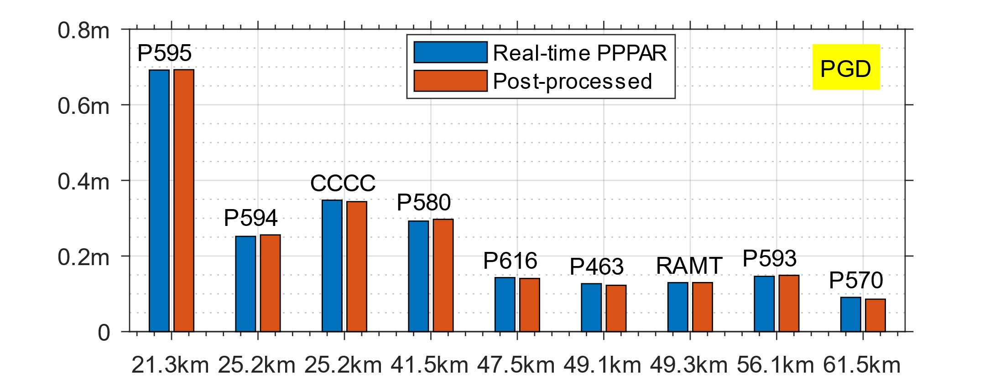 0.8m
0.6m
0.4m
0.2m
0
P595
P594
CCCC
P580
P616
P463
RAMT
P593
P570
Real-time PPPAR
Post-processed
PGD
21.3km 25.2km 25.2km 41.5km 47.5km 49.1km 49.3km 56.1km 61.5km